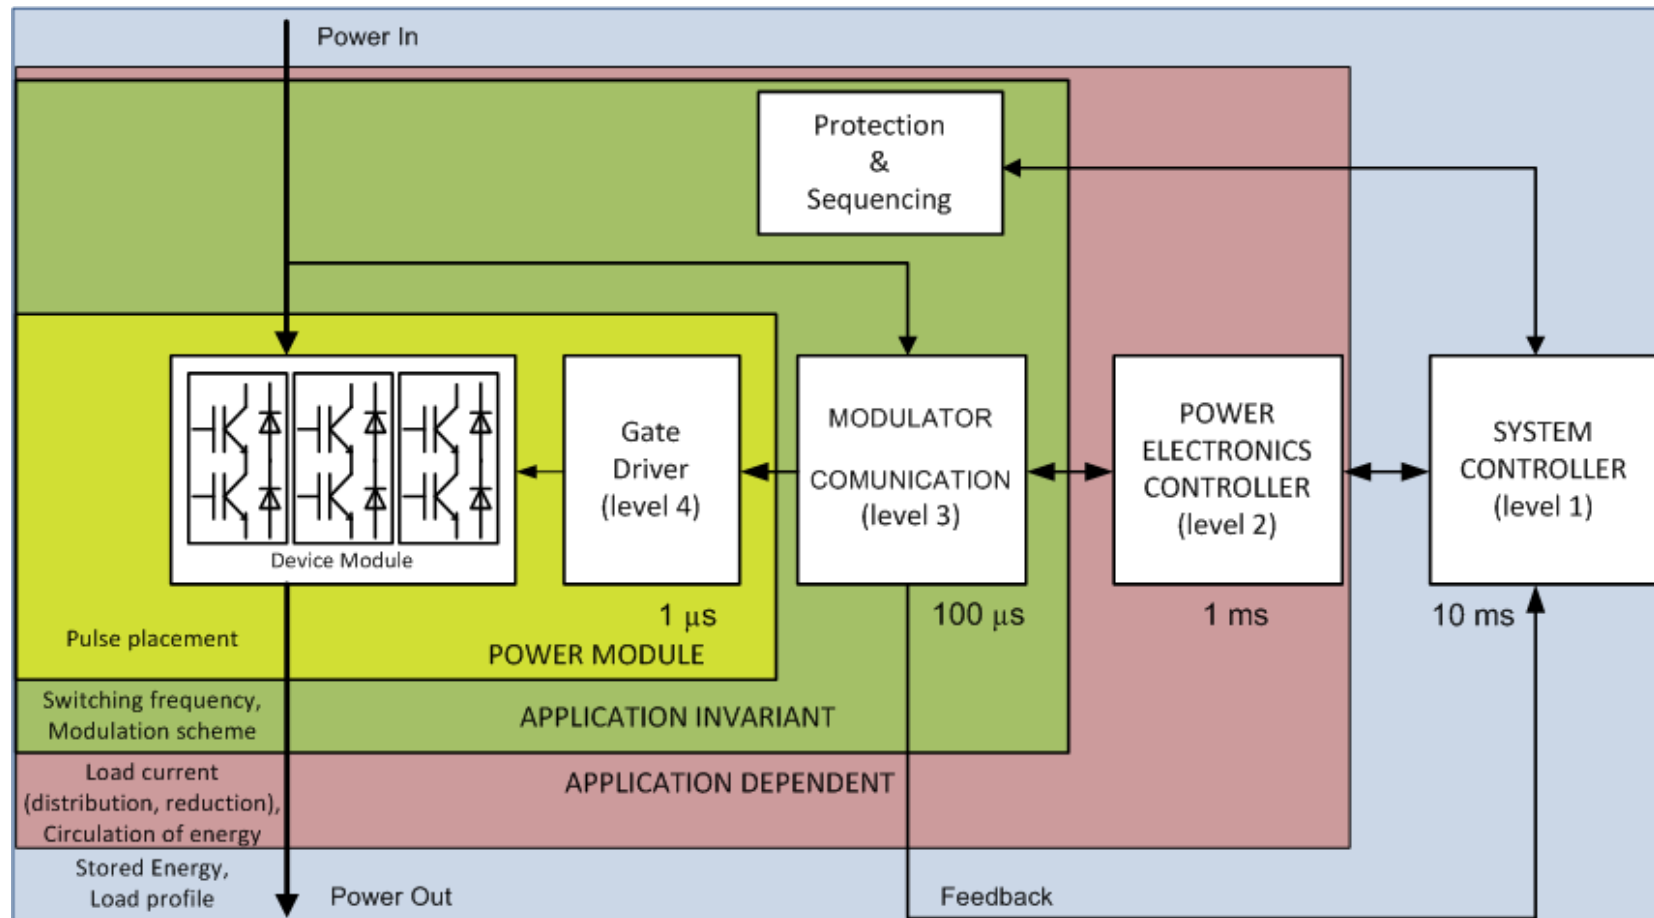 Power In
Protection
&
Sequencing
Gate
Driver
(level 4)
MODULATOR
COMUNICATION
(level 3)
POWER
ELECTRONICS
CONTROLLER
(level 2)
SYSTEM
CONTROLLER
(level 1)
Device Module
1 μs
100 μs
1 ms
10 ms
Pulse placement
POWER MODULE
Switching frequency,
Modulation scheme
APPLICATION INVARIANT
Load current
(distribution, reduction),
Circulation of energy
APPLICATION DEPENDENT
Stored Energy,
Load profile
Power Out
Feedback